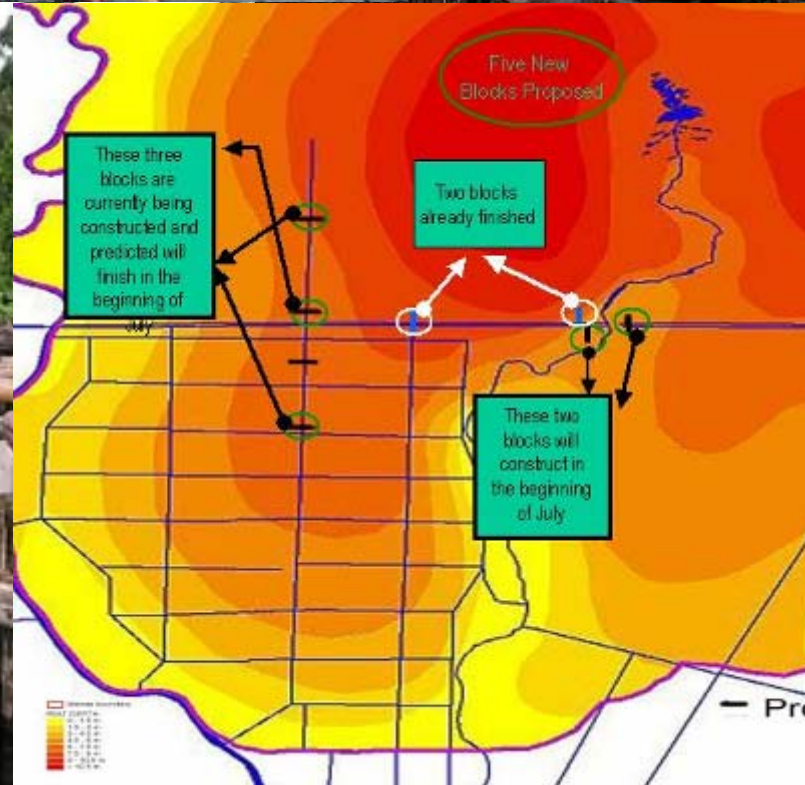 Five New
Blocks Proposed
These three
blocks are
currently being
constructed and
predicted will
finish in the
beginning of
July
Two blocks
already finished
These two
blocks will
construct in
the beginning
of July